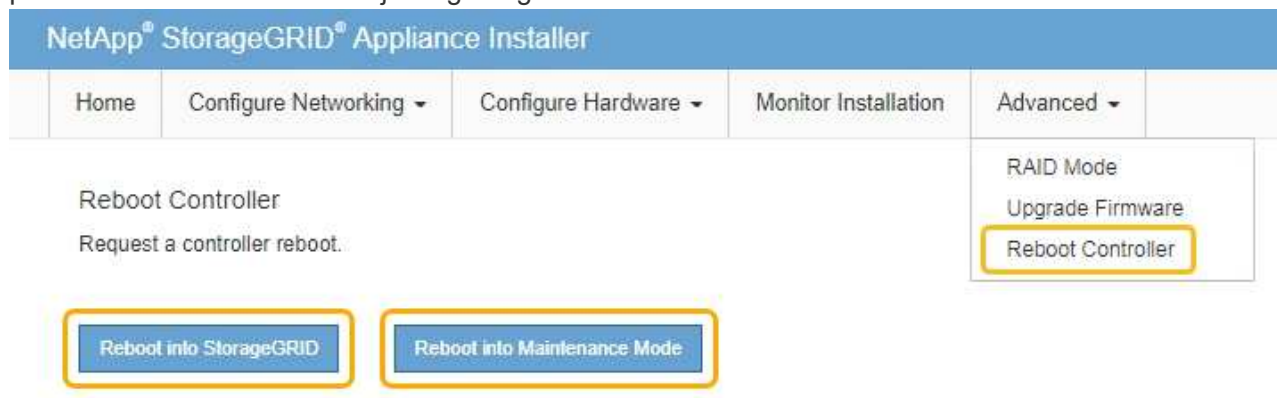 NetApp® StorageGRID® Appliance Installer
Home Configure Networking Configure Hardware Monitor Installation Advanced
RAID Mode
Upgrade Firmware
Reboot Controller
Reboot Controller
Request a controller reboot.
Reboot into StorageGRID Reboot into Maintenance Mode